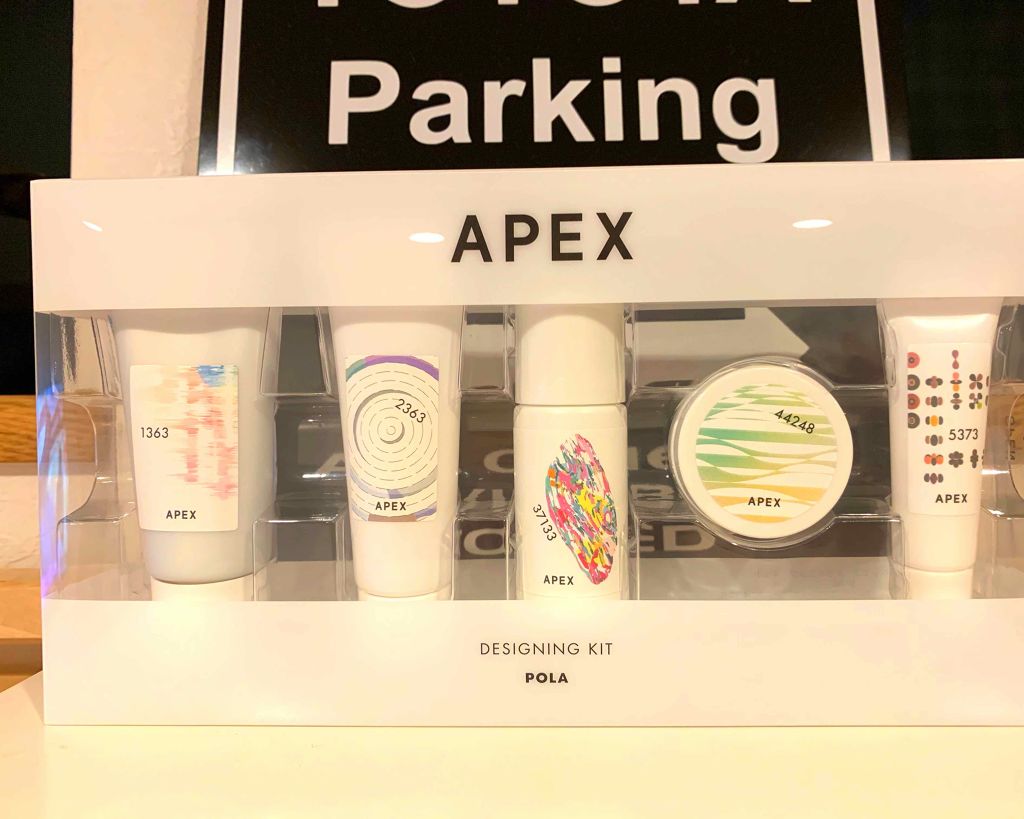 Parking
APEX
1363
APEX
2363
APEX
37133
APEX
44248
APEX
5373
APEX
DESIGNING KIT
POLA